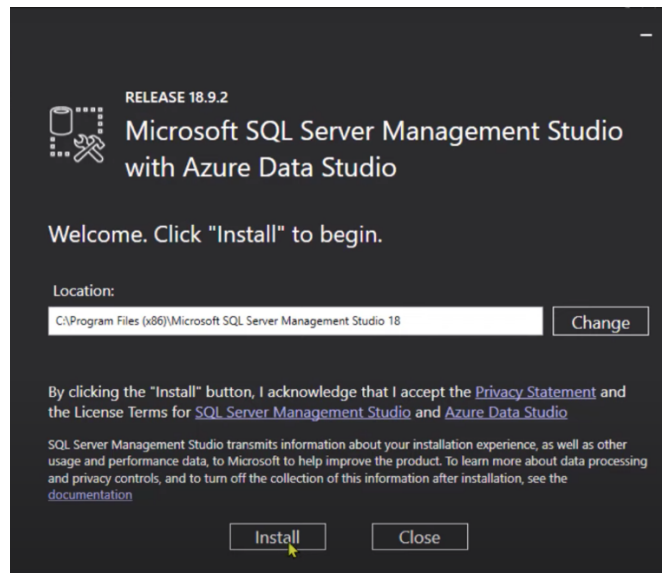 RELEASE 18.9.2
Microsoft SQL Server Management Studio
with Azure Data Studio
Welcome. Click "Install" to begin.
Location:
C:\Program Files (x86)\Microsoft SQL Server Management Studio 18
Change
By clicking the "Install" button, I acknowledge that I accept the Privacy Statement and
the License Terms for SQL Server Management Studio and Azure Data Studio
SQL Server Management Studio transmits information about your installation experience, as well as other
usage and performance data, to Microsoft to help improve the product. To learn more about data processing
and privacy controls, and to turn off the collection of this information after installation, see the
documentation
Install Close